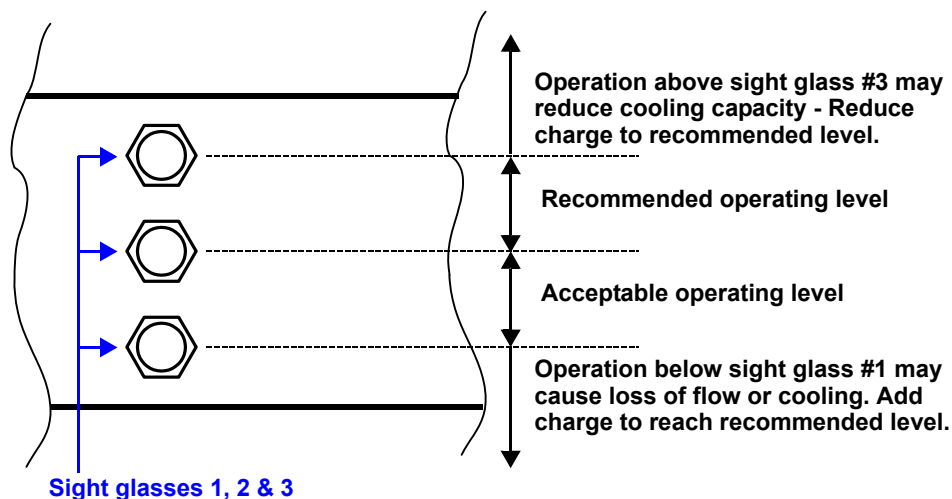 Operation above sight glass #3 may
reduce cooling capacity - Reduce
charge to recommended level.
Recommended operating level
Acceptable operating level
Operation below sight glass #1 may
cause loss of flow or cooling. Add
charge to reach recommended level.
Sight glasses 1, 2 & 3